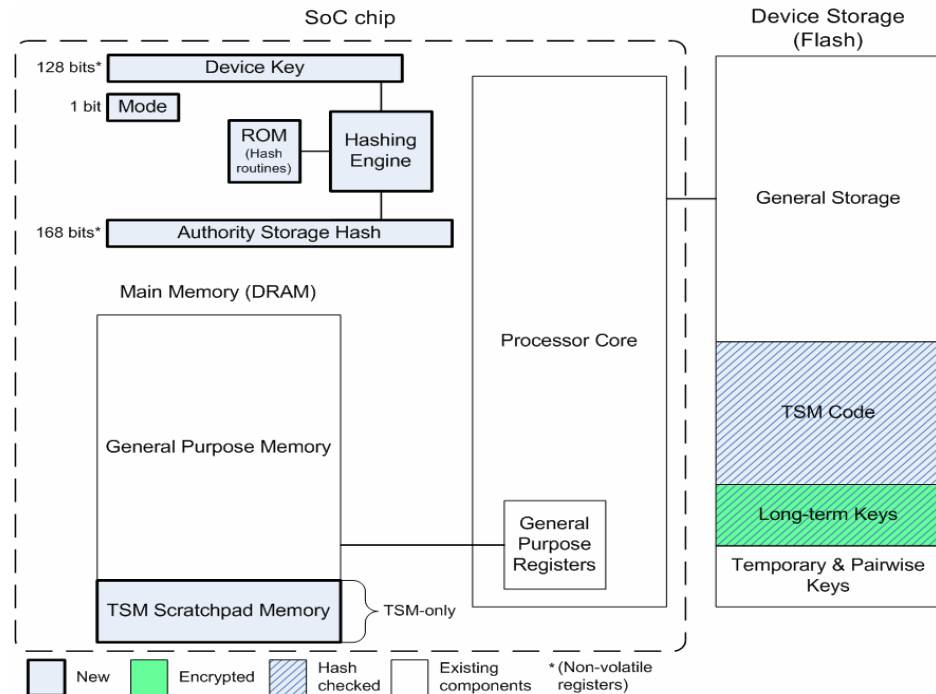 SoC chip
Device Storage
(Flash)
128 bits*
Device Key
1 bit
Mode
ROM
(Hash
routines)
Hashing
Engine
168 bits*
Authority Storage Hash
Main Memory (DRAM)
General Purpose Memory
TSM Scratchpad Memory
TSM-only
Processor Core
General
Purpose
Registers
General Storage
TSM Code
Long-term Keys
Temporary & Pairwise
Keys
New
Encrypted
Hash
checked
Existing
components
* (Non-volatile
registers)